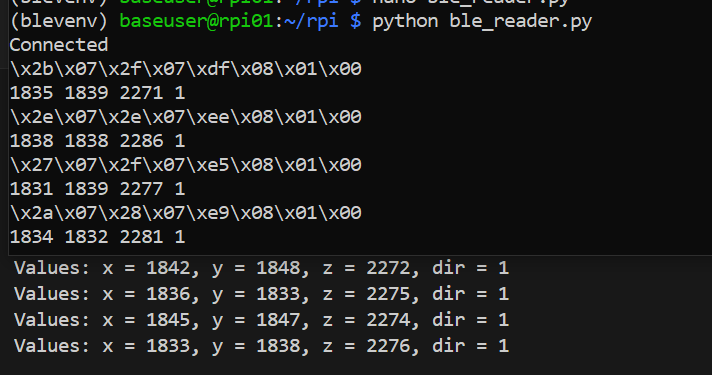 (blevenv) baseuser@rpi01:~/rpi $ nano ble_reader.py
(blevenv) baseuser@rpi01:~/rpi $ python ble_reader.py
Connected
\x2b\x07\x2f\x07\xdf\x08\x01\x00
1835 1839 2271 1
\x2e\x07\x2e\x07\xee\x08\x01\x00
1838 1838 2286 1
\x27\x07\x2f\x07\xe5\x08\x01\x00
1831 1839 2277 1
\x2a\x07\x28\x07\xe9\x08\x01\x00
1834 1832 2281 1
Values: x = 1842, y = 1848, z = 2272, dir = 1
Values: x = 1836, y = 1833, z = 2275, dir = 1
Values: x = 1845, y = 1847, z = 2274, dir = 1
Values: x = 1833, y = 1838, z = 2276, dir = 1